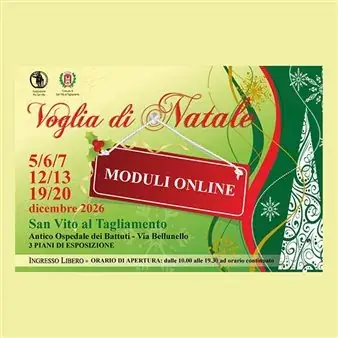 Voglia di Natale
5/6/7
12/13
19/20
dicembre 2026
MODULI ONLINE
San Vito al Tagliamento
Antico Ospedale dei Battuti - Via Bellunello
3 PIANI DI ESPOSIZIONE
INGRESSO LIBERO - ORARIO DI APERTURA: dalle 10.00 alle 19.30 ad orario continuato